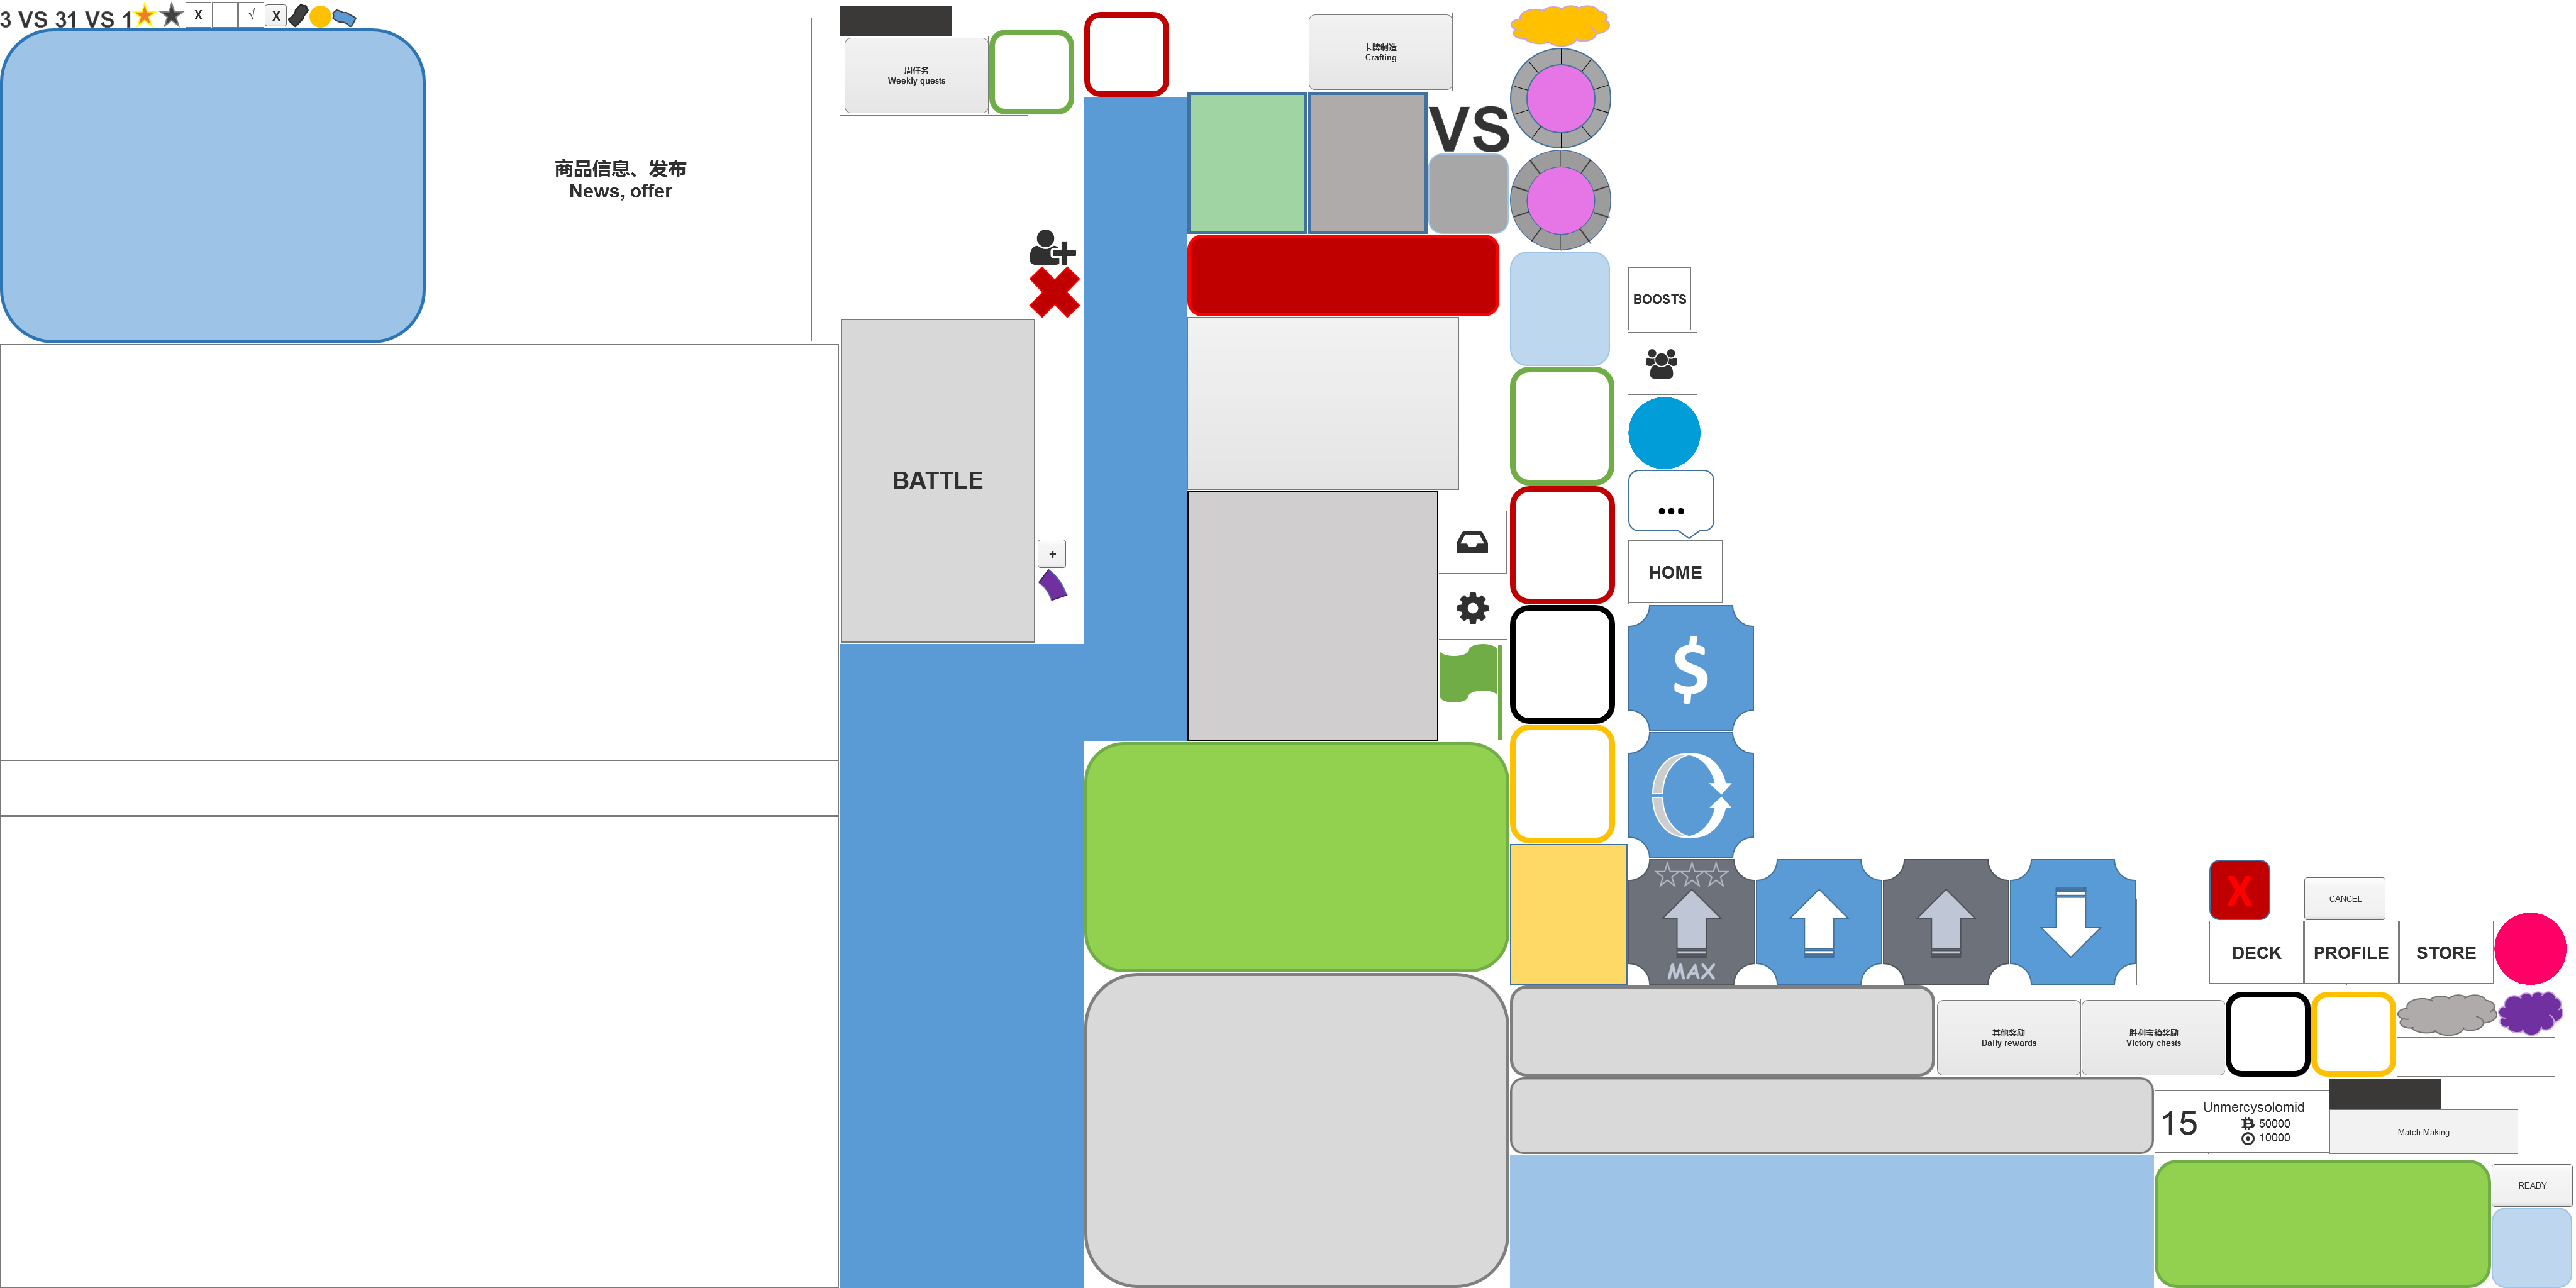 3 VS 3
1 VS 1
X
√
X
商品信息、发布
News, offer
周任务
Weekly quests
卡牌制造
Crafting
VS
BOOSTS
BATTLE
+
...
HOME
$
MAX
X
CANCEL
DECK
PROFILE
STORE
其他奖励
Daily rewards
胜利宝箱奖励
Victory chests
15
Unmercysolomid
50000
10000
Match Making
READY